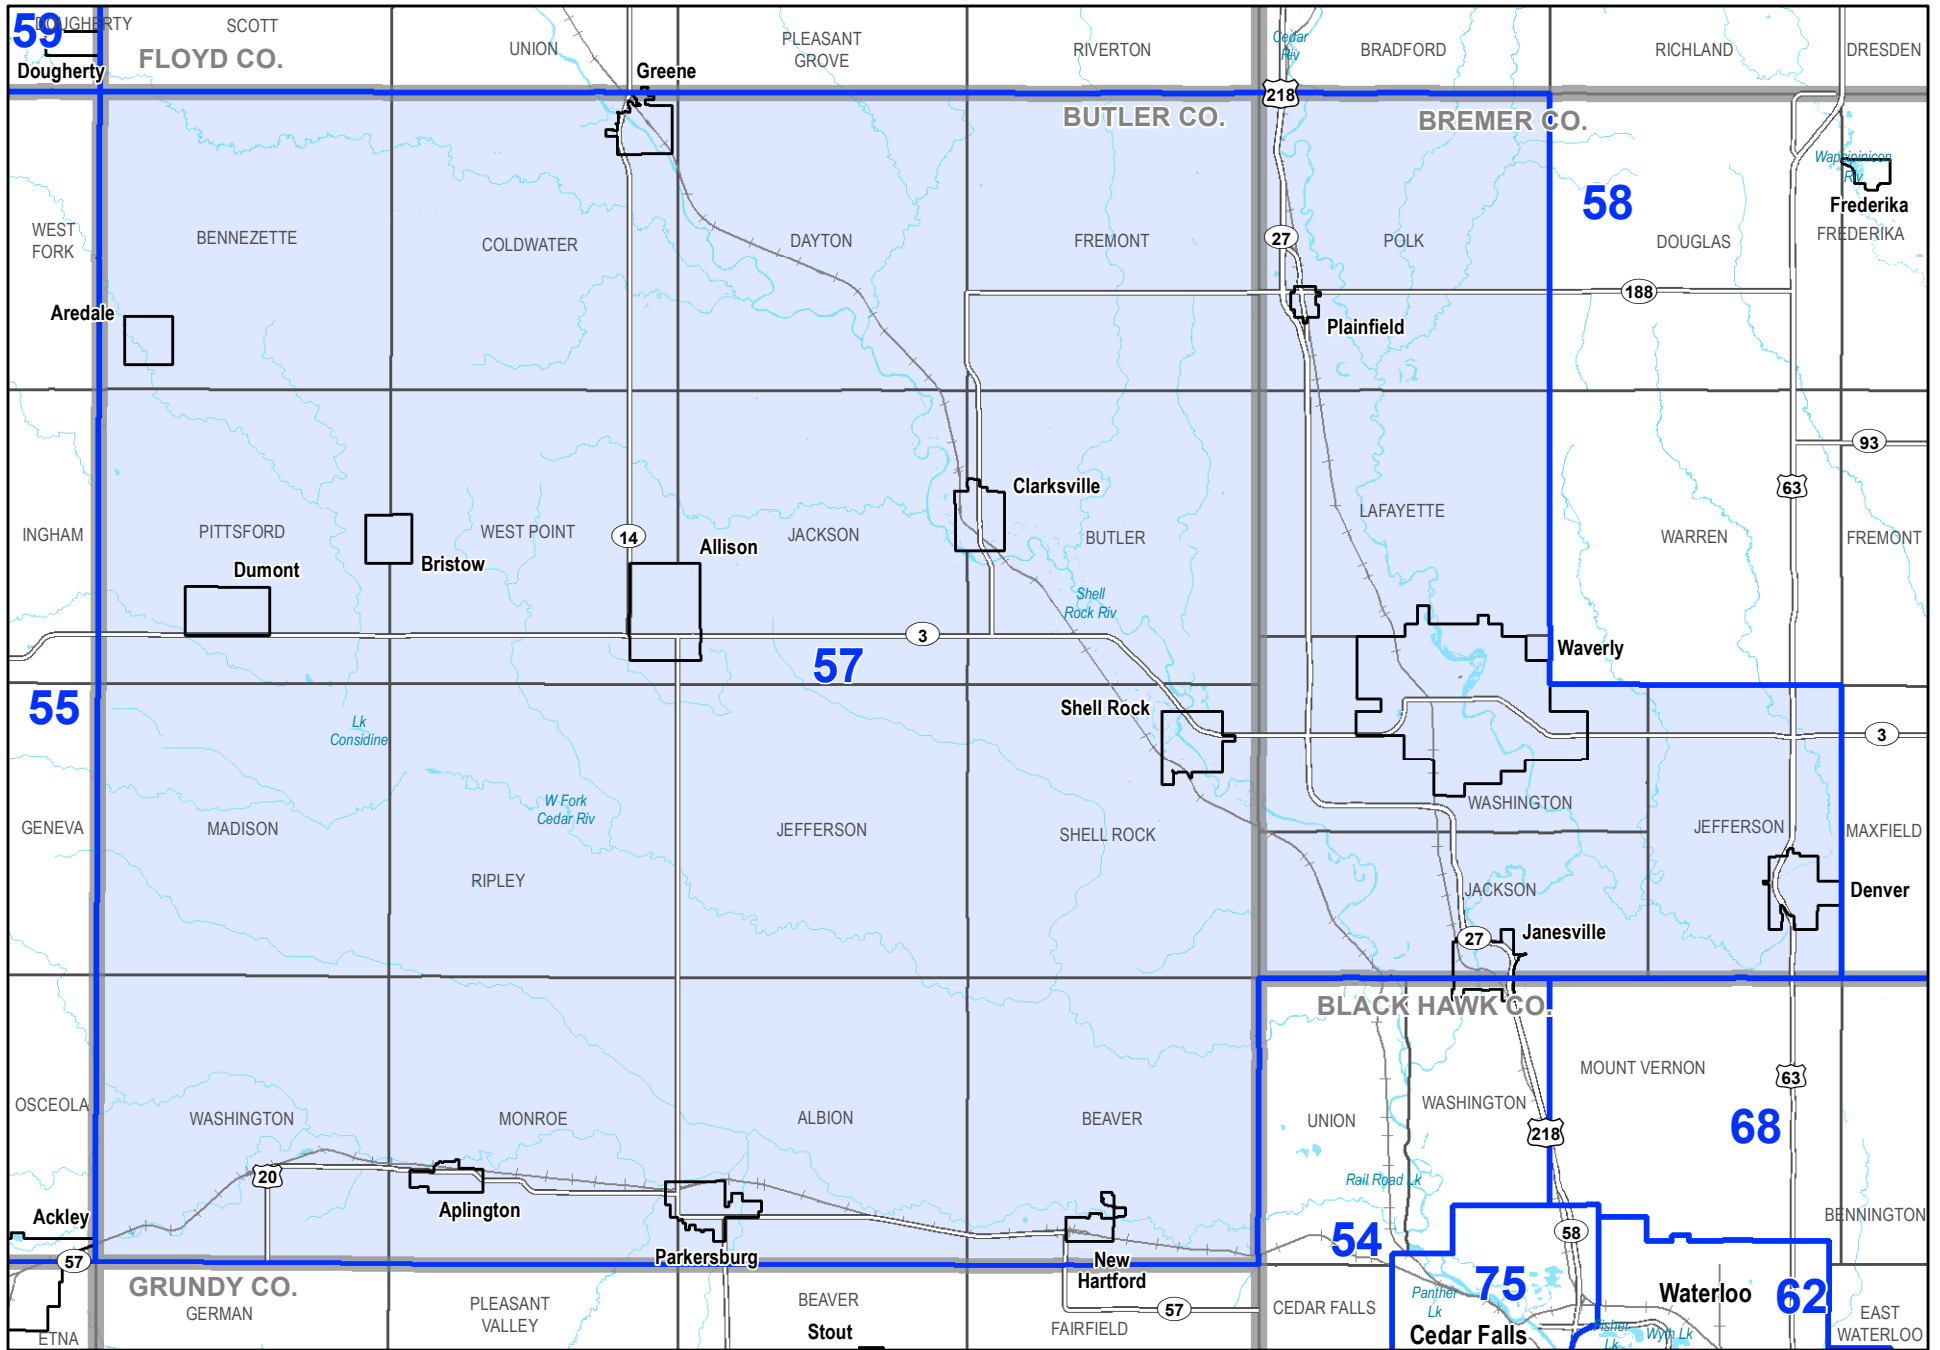 59
DOUGHERTY
SCOTT
FLOYD CO.
Dougherty
UNION
Greene
PLEASANT
GROVE
RIVERTON
Cedar
Riv
BRADFORD
RICHLAND
DRESDEN
218
BUTLER CO.
BREMER CO.
Wapsipinicon
Riv
58
Frederika
FREDERIKA
WEST
FORK
BENNEZETTE
COLDWATER
DAYTON
FREMONT
27
POLK
DOUGLAS
188
Aredale
Plainfield
93
63
Clarksville
LAFAYETTE
INGHAM
PITTSFORD
WEST POINT
14
JACKSON
BUTLER
WARREN
FREMONT
Allison
Bristow
Dumont
Shell
Rock Riv
3
57
Waverly
55
Shell Rock
Lk
Considine
3
W Fork
Cedar Riv
WASHINGTON
GENEVA
MADISON
JEFFERSON
SHELL ROCK
JEFFERSON
MAXFIELD
RIPLEY
JACKSON
Denver
27
Janesville
BLACK HAWK CO.
MOUNT VERNON
63
OSCEOLA
WASHINGTON
MONROE
ALBION
BEAVER
UNION
WASHINGTON
218
68
20
Rail Road Lk
Aplington
Ackley
BENNINGTON
57
54
58
Parkersburg
New
Hartford
GRUNDY CO.
GERMAN
75
Waterloo
62
PLEASANT
VALLEY
BEAVER
57
CEDAR FALLS
Panther
Lk
FAIRFIELD
EAST
WATERLOO
ETNA
Stout
Cedar Falls
Fisher
Lk
Wyth Lk